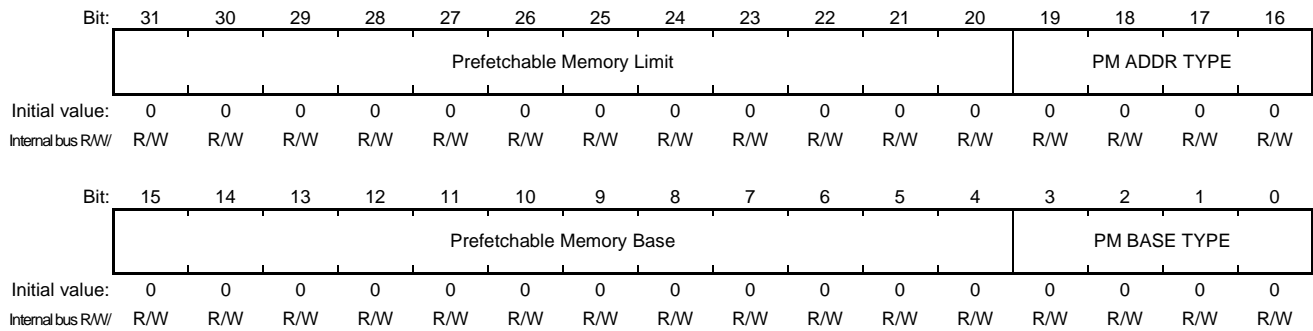 Bit: 31 30 29 28 27 26 25 24 23 22 21 20 19 18 17 16
Prefetchable Memory Limit PM ADDR TYPE
Initial value: 0 0 0 0 0 0 0 0 0 0 0 0 0 0 0 0
Internal bus R/W/ R/W R/W R/W R/W R/W R/W R/W R/W R/W R/W R/W R/W R/W R/W R/W R/W
Bit: 15 14 13 12 11 10 9 8 7 6 5 4 3 2 1 0
Prefetchable Memory Base PM BASE TYPE
Initial value: 0 0 0 0 0 0 0 0 0 0 0 0 0 0 0 0
Internal bus R/W/ R/W R/W R/W R/W R/W R/W R/W R/W R/W R/W R/W R/W R/W R/W R/W R/W